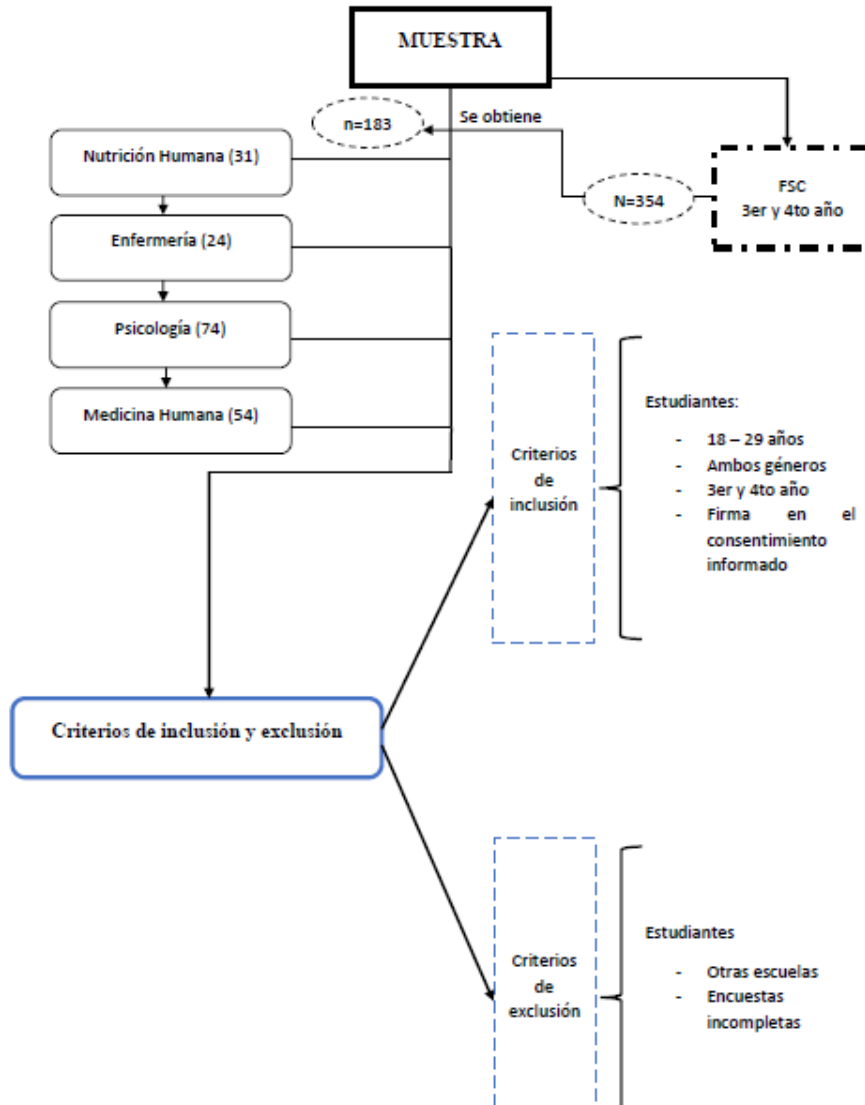 MUESTRA
n=183
Se obtiene
Nutrición Humana (31)
N=354
FSC
3er y 4to año
Enfermería (24)
Psicología (74)
Medicina Humana (54)
Criterios
de
inclusión
Estudiantes:
- 18 – 29 años
- Ambos géneros
- 3er y 4to año
- Firma en el
consentimiento
informado
Criterios de inclusión y exclusión
Criterios
de
exclusión
Estudiantes
- Otras escuelas
- Encuestas
incompletas